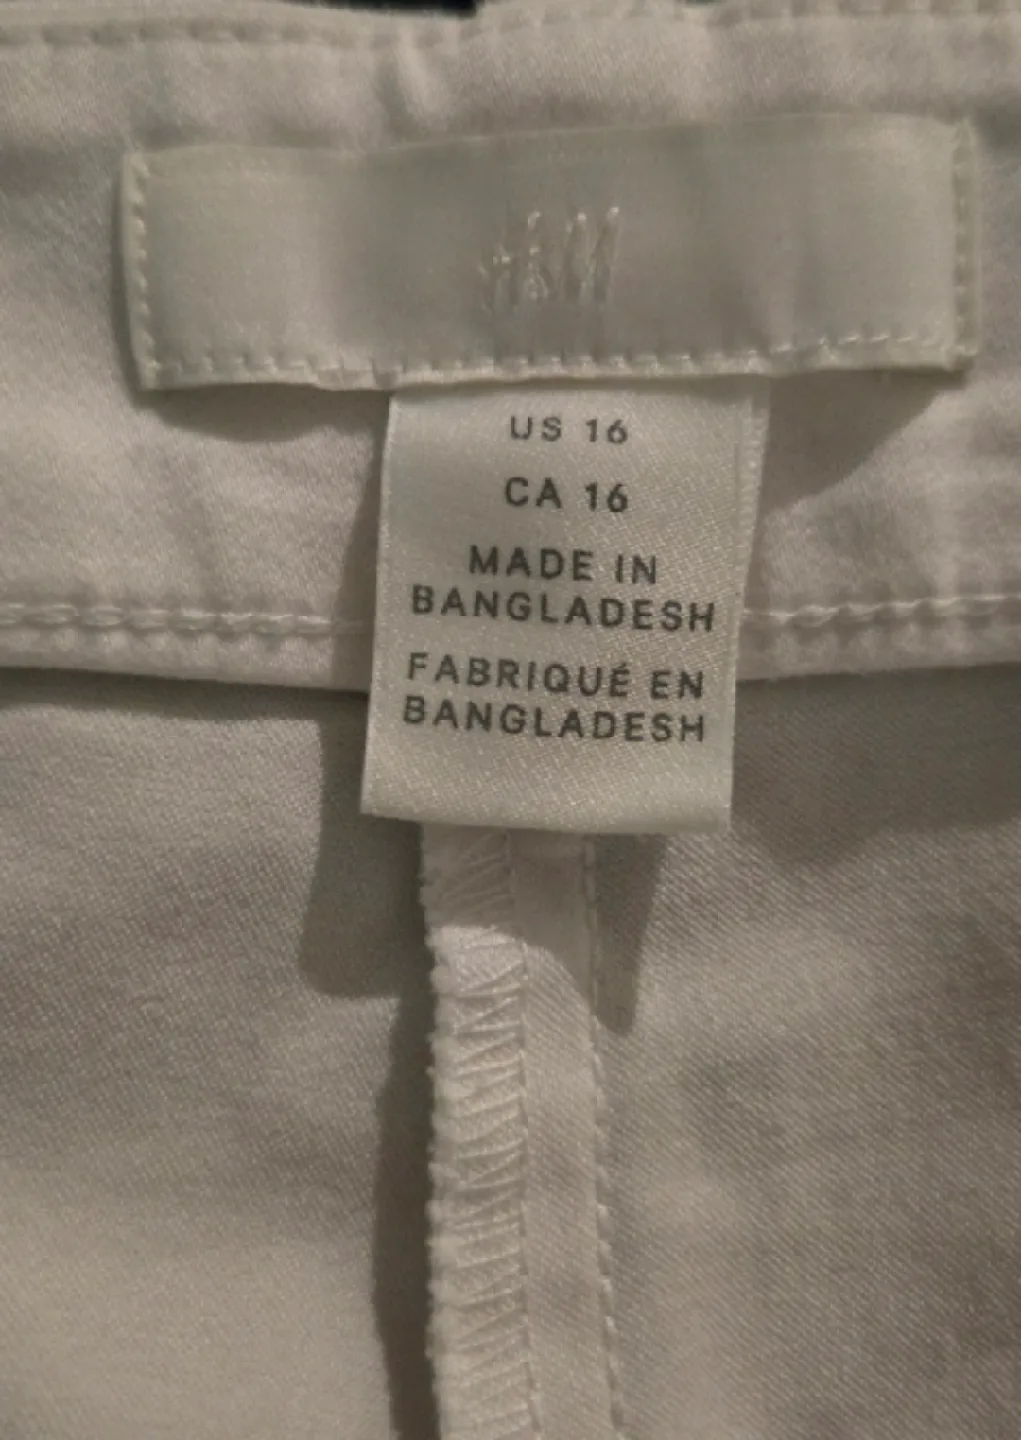 H&M
US 16
CA 16
MADE IN
BANGLADESH
FABRIQUÉ EN
BANGLADESH